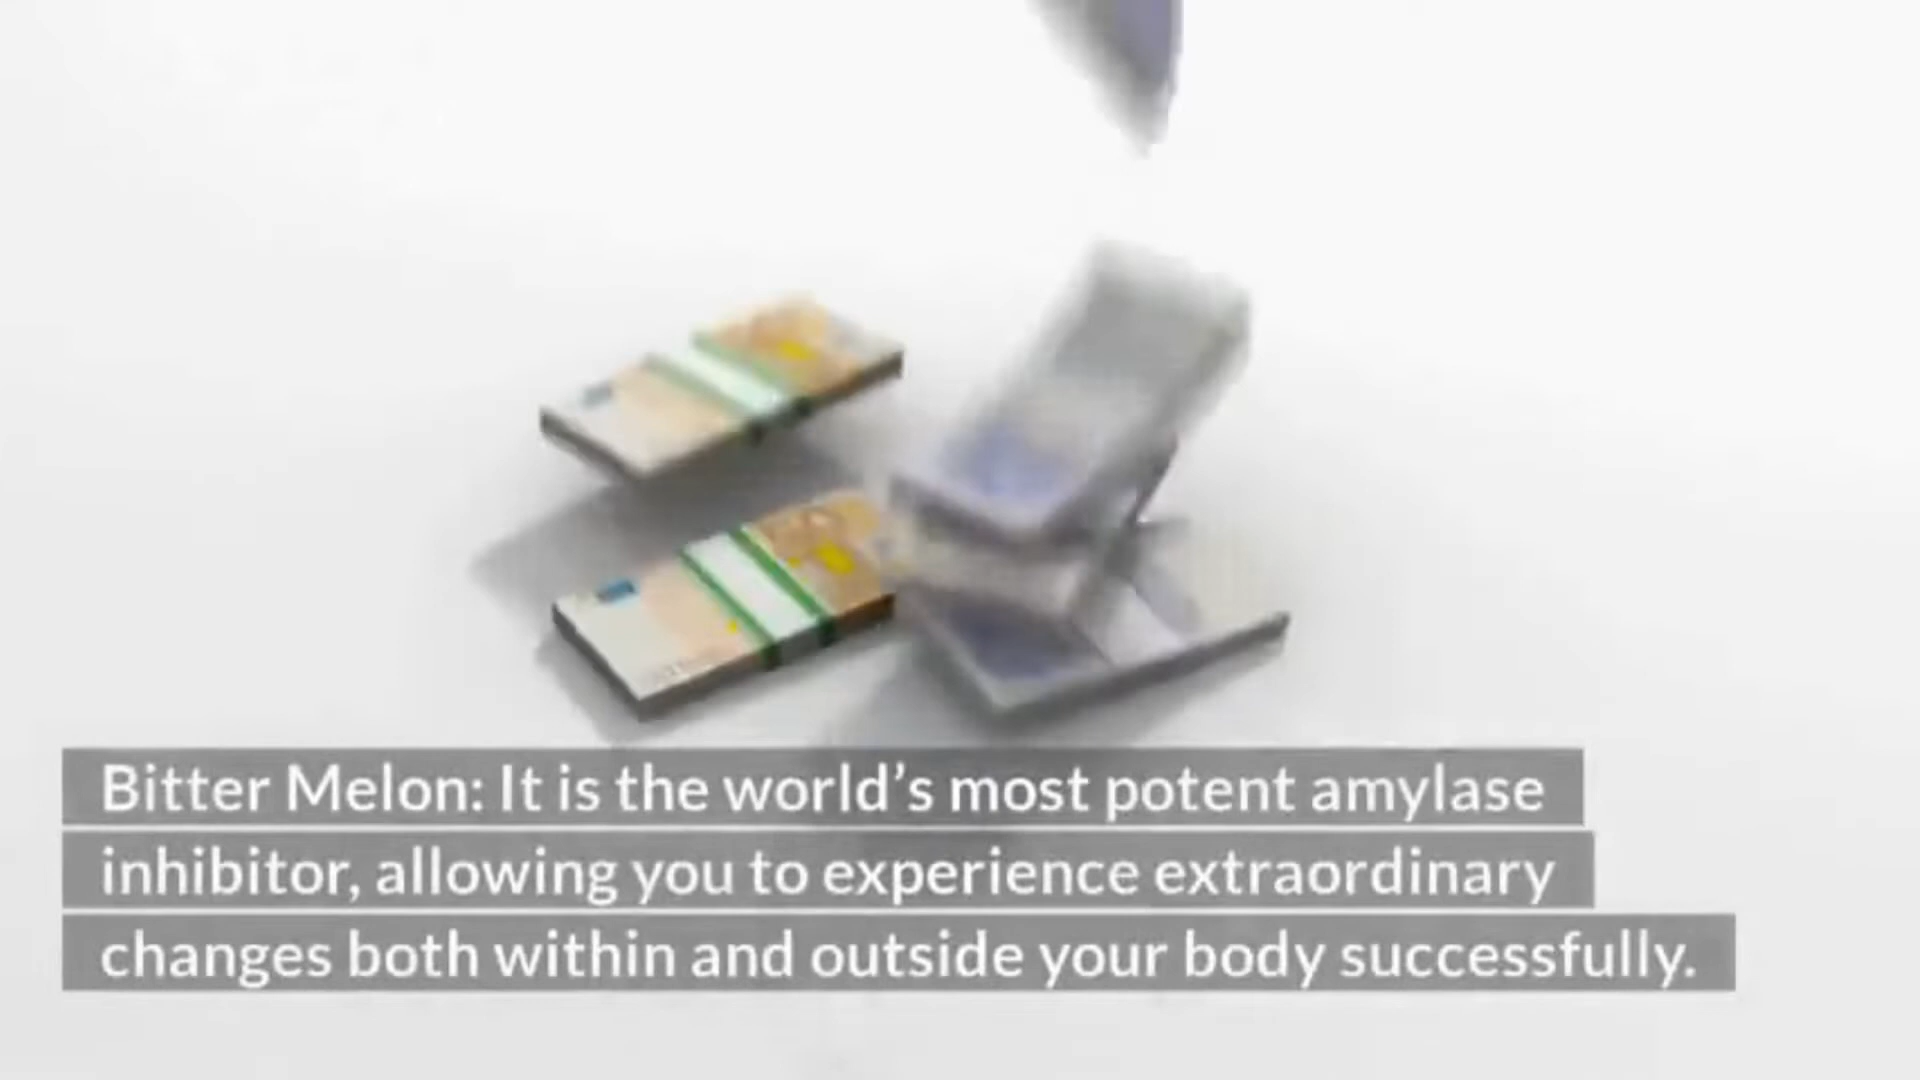 Bitter Melon: It is the world’s most potent amylase
inhibitor, allowing you to experience extraordinary
changes both within and outside your body successfully.